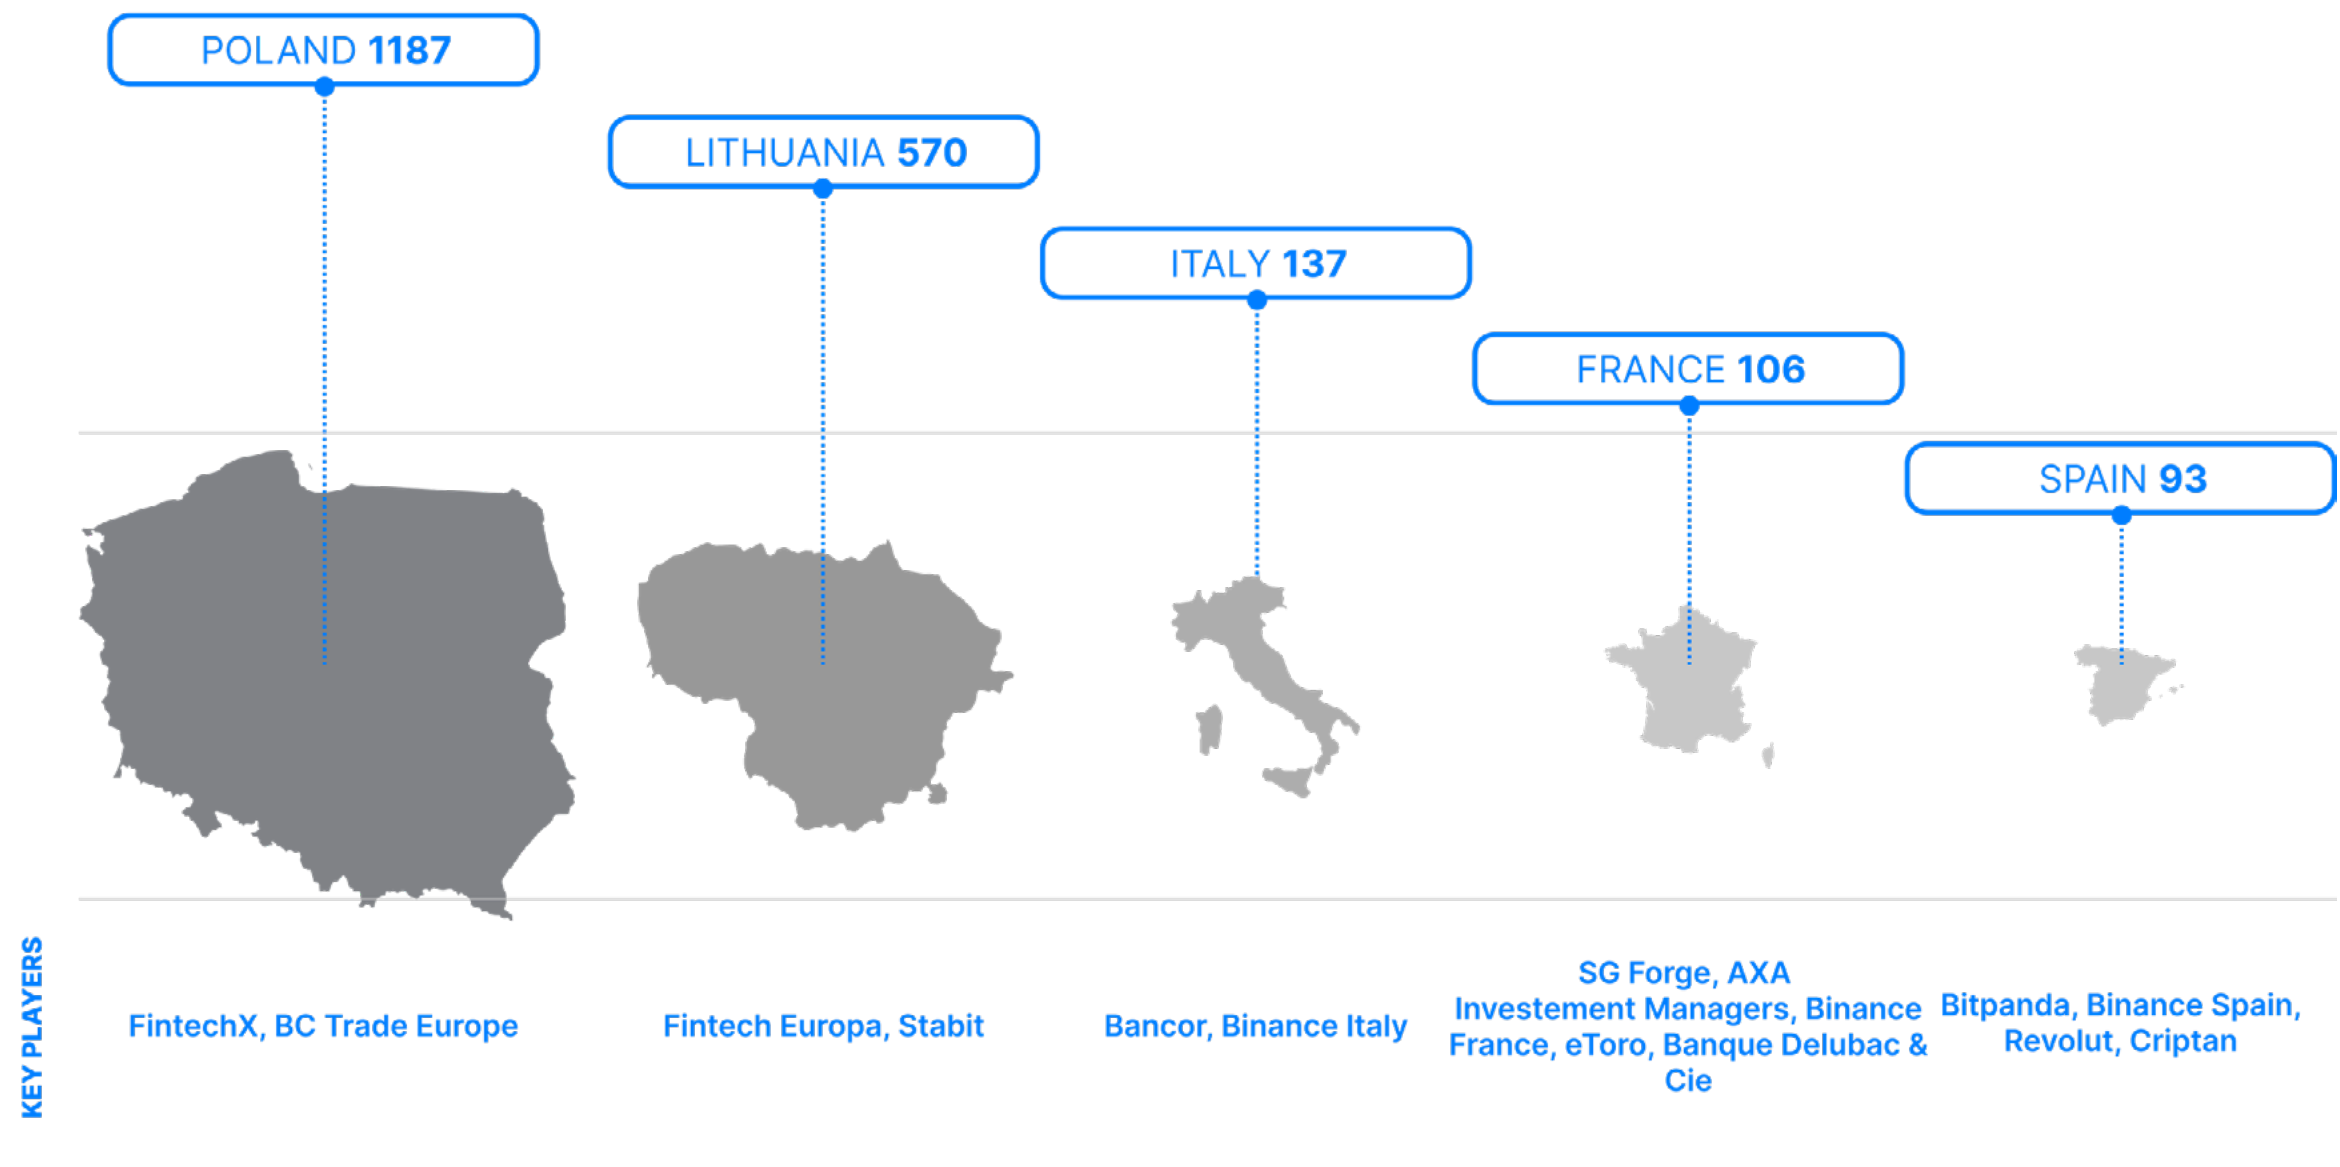 POLAND 1187
LITHUANIA 570
ITALY 137
FRANCE 106
SPAIN 93
KEY PLAYERS
FintechX, BC Trade Europe
Fintech Europa, Stabit
Bancor, Binance Italy
SG Forge, AXA
Investement Managers, Binance
France, eToro, Banque Delubac &
Cie
Bitpanda, Binance Spain,
Revolut, Criptan